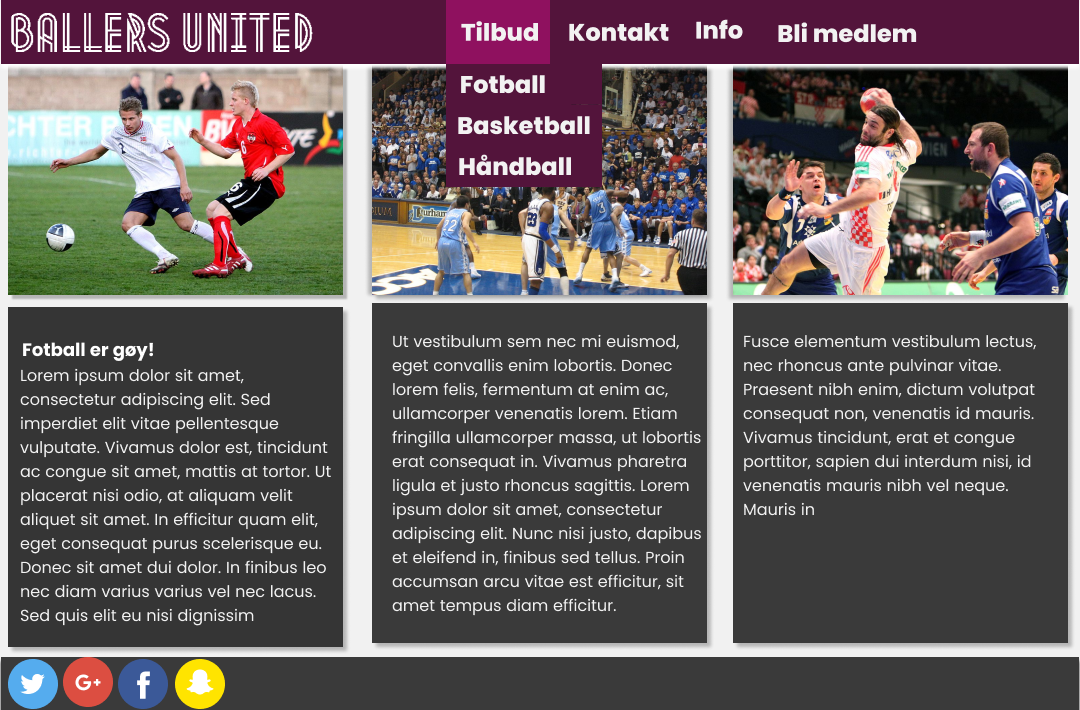 BALLERS UNITED
Tilbud
Kontakt
Info
Bli medlem
Fotball
Basketball
Håndball
Durham
23
2
3
6
2
7
Fotball er gøy!
Lorem ipsum dolor sit amet,
consectetur adipiscing elit. Sed
imperdiet elit vitae pellentesque
vulputate. Vivamus dolor est, tincidunt
ac congue sit amet, mattis at tortor. Ut
placerat nisi odio, at aliquam velit
aliquet sit amet. In efficitur quam elit,
eget consequat purus scelerisque eu.
Donec sit amet dui dolor. In finibus leo
nec diam varius varius vel nec lacus.
Sed quis elit eu nisi dignissim
Ut vestibulum sem nec mi euismod,
eget convallis enim lobortis. Donec
lorem felis, fermentum at enim ac,
ullamcorper venenatis lorem. Etiam
fringilla ullamcorper massa, ut lobortis
erat consequat in. Vivamus pharetra
ligula et justo rhoncus sagittis. Lorem
ipsum dolor sit amet, consectetur
adipiscing elit. Nunc nisi justo, dapibus
et eleifend in, finibus sed tellus. Proin
accumsan arcu vitae est efficitur, sit
amet tempus diam efficitur.
Fusce elementum vestibulum lectus,
nec rhoncus ante pulvinar vitae.
Praesent nibh enim, dictum volutpat
consequat non, venenatis id mauris.
Vivamus tincidunt, erat et congue
porttitor, sapien dui interdum nisi, id
venenatis mauris nibh vel neque.
Mauris in
G+
f